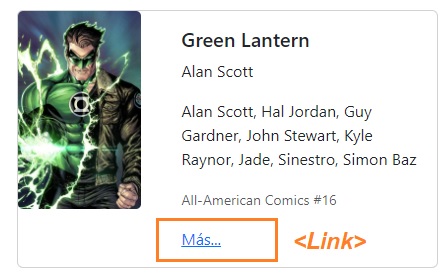 Green Lantern
Alan Scott
Alan Scott, Hal Jordan, Guy
Gardner, John Stewart, Kyle
Raynor, Jade, Sinestro, Simon Baz
All-American Comics #16
Más...
<Link>